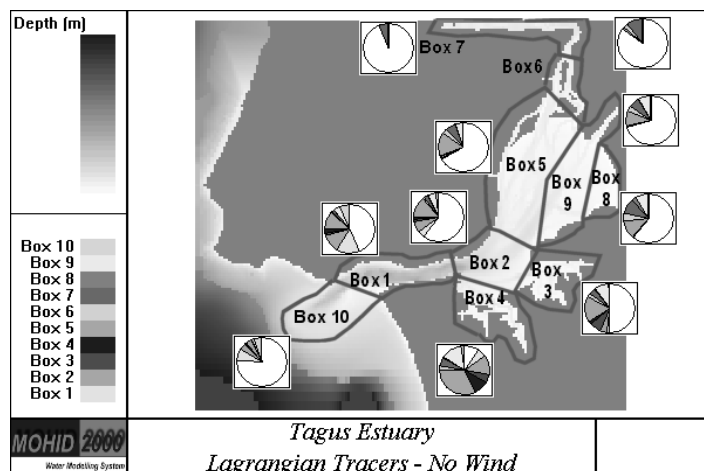 Depth (m)
Box 7
Box 6
Box 5
Box 9
Box 8
Box 2
Box 3
Box 1
Box 4
Box 10
Box 10
Box 9
Box 8
Box 7
Box 6
Box 5
Box 4
Box 3
Box 2
Box 1
MOHID 2000
Water Modelling System
Tagus Estuary
Lagrangian Tracers - No Wind